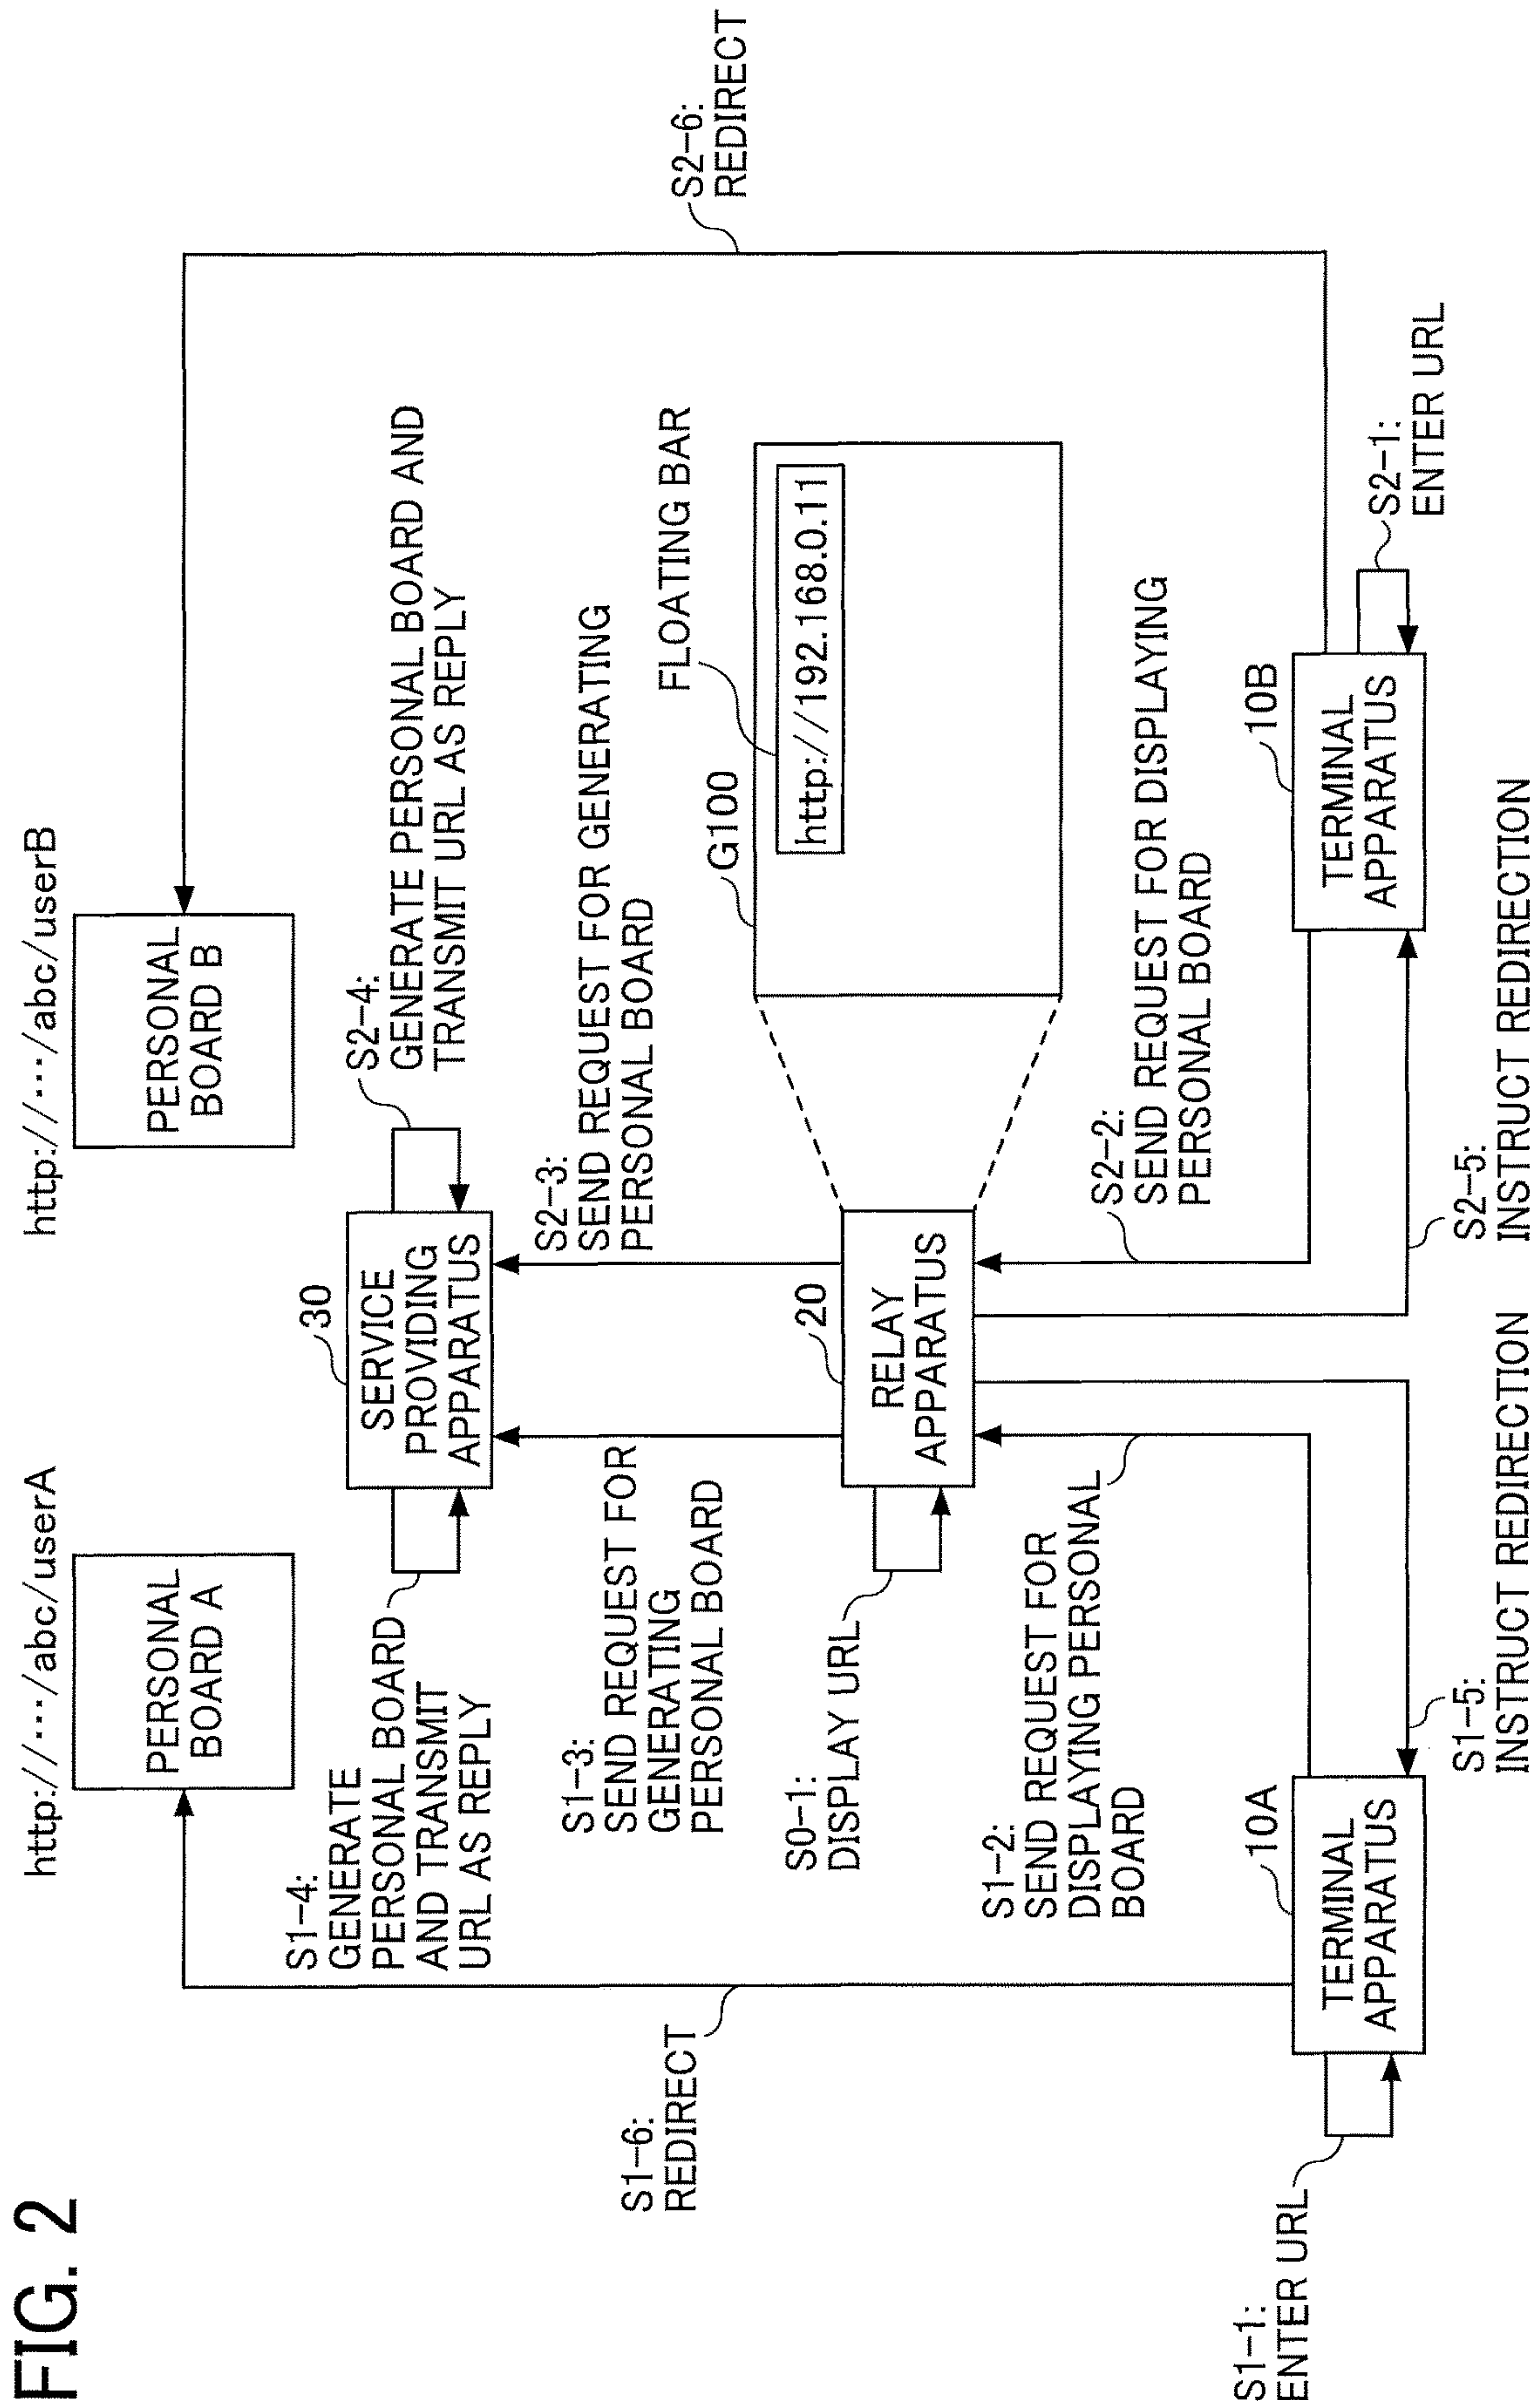 FIG. 2
http://···/abc/userA
PERSONAL
BOARD A
http://···/abc/userB
PERSONAL
BOARD B
S1-4:
GENERATE
PERSONAL BOARD
AND TRANSMIT
URL AS REPLY
30
SERVICE
PROVIDING
APPARATUS
S2-4:
GENERATE PERSONAL BOARD AND
TRANSMIT URL AS REPLY
S1-3:
SEND REQUEST FOR
GENERATING
PERSONAL BOARD
S2-3:
SEND REQUEST FOR GENERATING
PERSONAL BOARD
S1-6:
REDIRECT
S2-6:
REDIRECT
FLOATING BAR
G100
http://192.168.0.11
S0-1:
DISPLAY URL
20
RELAY
APPARATUS
S1-2:
SEND REQUEST FOR
DISPLAYING PERSONAL
BOARD
S2-2:
SEND REQUEST FOR DISPLAYING
PERSONAL BOARD
S1-1:
ENTER URL
10A
TERMINAL
APPARATUS
10B
TERMINAL
APPARATUS
S2-1:
ENTER URL
S1-5:
INSTRUCT REDIRECTION
S2-5:
INSTRUCT REDIRECTION